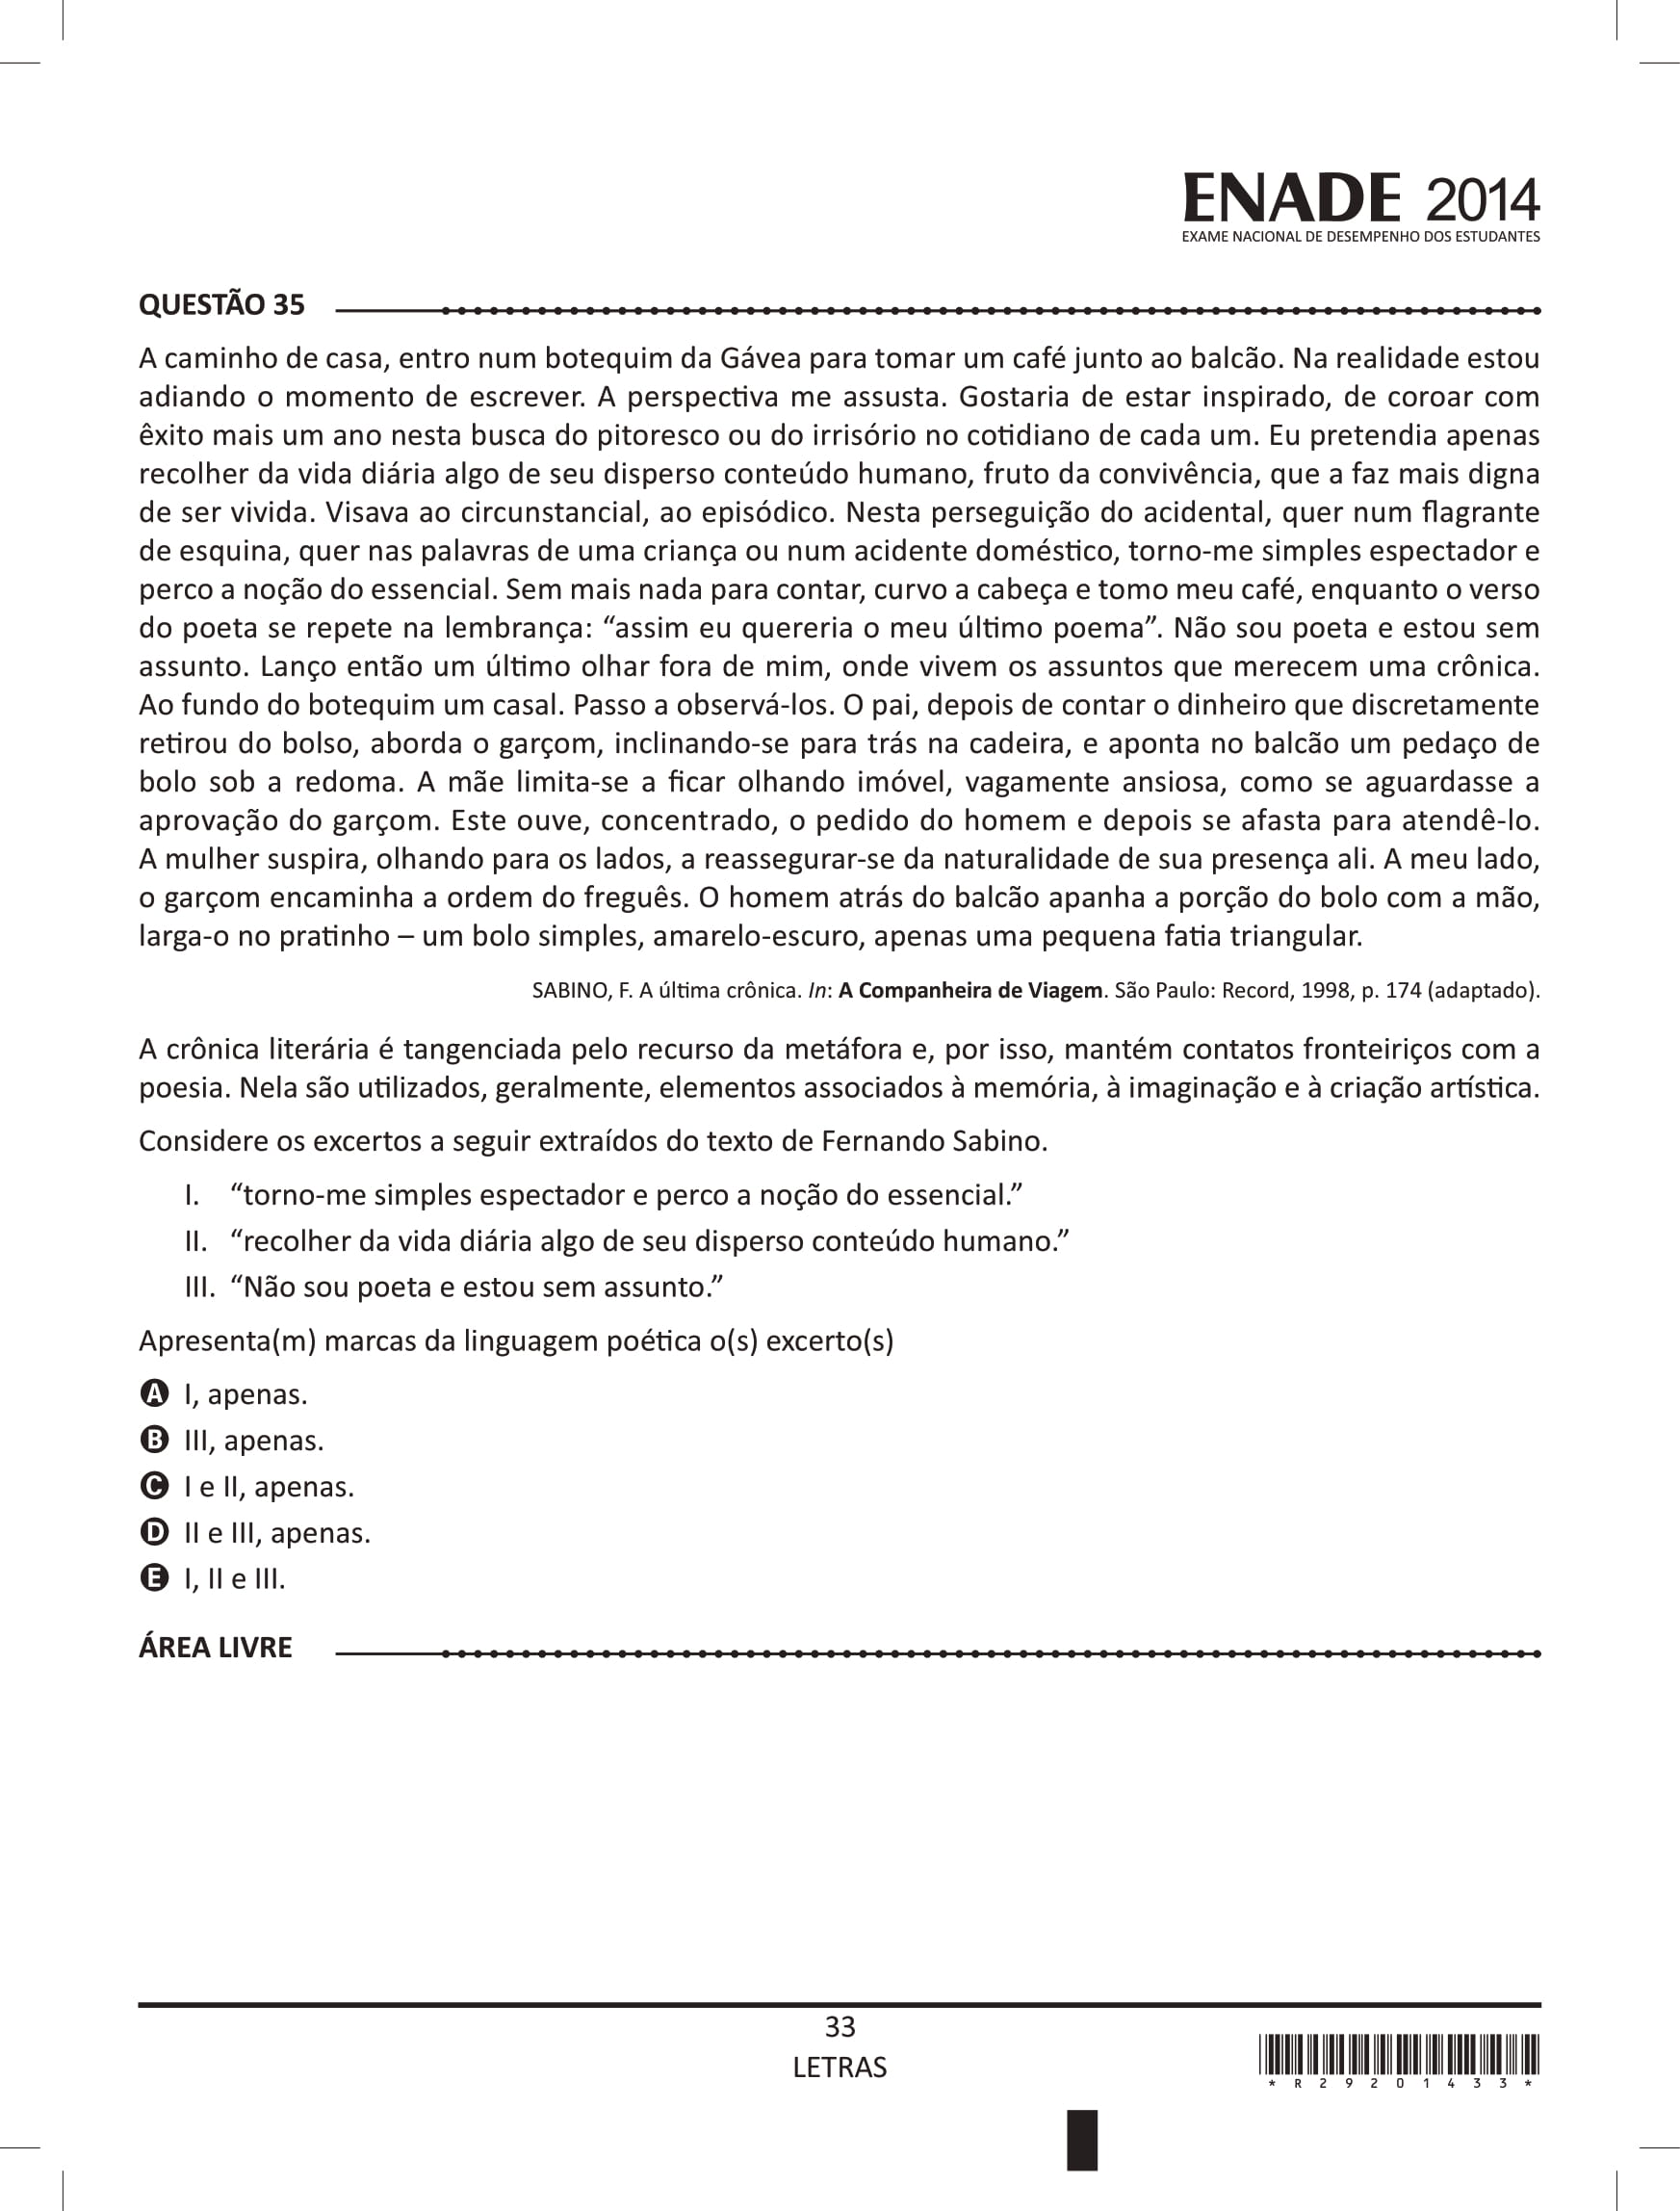 ENADE 2014
EXAME NACIONAL DE DESEMPENHO DOS ESTUDANTES
QUESTÃO 35
A caminho de casa, entro num botequim da Gávea para tomar um café junto ao balcão. Na realidade estou
adiando o momento de escrever. A perspectiva me assusta. Gostaria de estar inspirado, de coroar com
êxito mais um ano nesta busca do pitoresco ou do irrisório no cotidiano de cada um. Eu pretendia apenas
recolher da vida diária algo de seu disperso conteúdo humano, fruto da convivência, que a faz mais digna
de ser vivida. Visava ao circunstancial, ao episódico. Nesta perseguição do acidental, quer num flagrante
de esquina, quer nas palavras de uma criança ou num acidente doméstico, torno-me simples espectador e
perco a noção do essencial. Sem mais nada para contar, curvo a cabeça e tomo meu café, enquanto o verso
do poeta se repete na lembrança: “assim eu quereria o meu último poema”. Não sou poeta e estou sem
assunto. Lanço então um último olhar fora de mim, onde vivem os assuntos que merecem uma crônica.
Ao fundo do botequim um casal. Passo a observá-los. O pai, depois de contar o dinheiro que discretamente
retirou do bolso, aborda o garçom, inclinando-se para trás na cadeira, e aponta no balcão um pedaço de
bolo sob a redoma. A mãe limita-se a ficar olhando imóvel, vagamente ansiosa, como se aguardasse a
aprovação do garçom. Este ouve, concentrado, o pedido do homem e depois se afasta para atendê-lo.
A mulher suspira, olhando para os lados, a reassegurar-se da naturalidade de sua presença ali. A meu lado,
o garçom encaminha a ordem do freguês. O homem atrás do balcão apanha a porção do bolo com a mão,
larga-o no pratinho – um bolo simples, amarelo-escuro, apenas uma pequena fatia triangular.
SABINO, F. A última crônica. In: A Companheira de Viagem. São Paulo: Record, 1998, p. 174 (adaptado).
A crônica literária é tangenciada pelo recurso da metáfora e, por isso, mantém contatos fronteiriços com a
poesia. Nela são utilizados, geralmente, elementos associados à memória, à imaginação e à criação artística.
Considere os excertos a seguir extraídos do texto de Fernando Sabino.
I. “torno-me simples espectador e perco a noção do essencial.”
II. “recolher da vida diária algo de seu disperso conteúdo humano.”
III. “Não sou poeta e estou sem assunto.”
Apresenta(m) marcas da linguagem poética o(s) excerto(s)
A I, apenas.
B III, apenas.
C I e II, apenas.
D II e III, apenas.
E I, II e III.
ÁREA LIVRE
33
LETRAS
*R29201433*